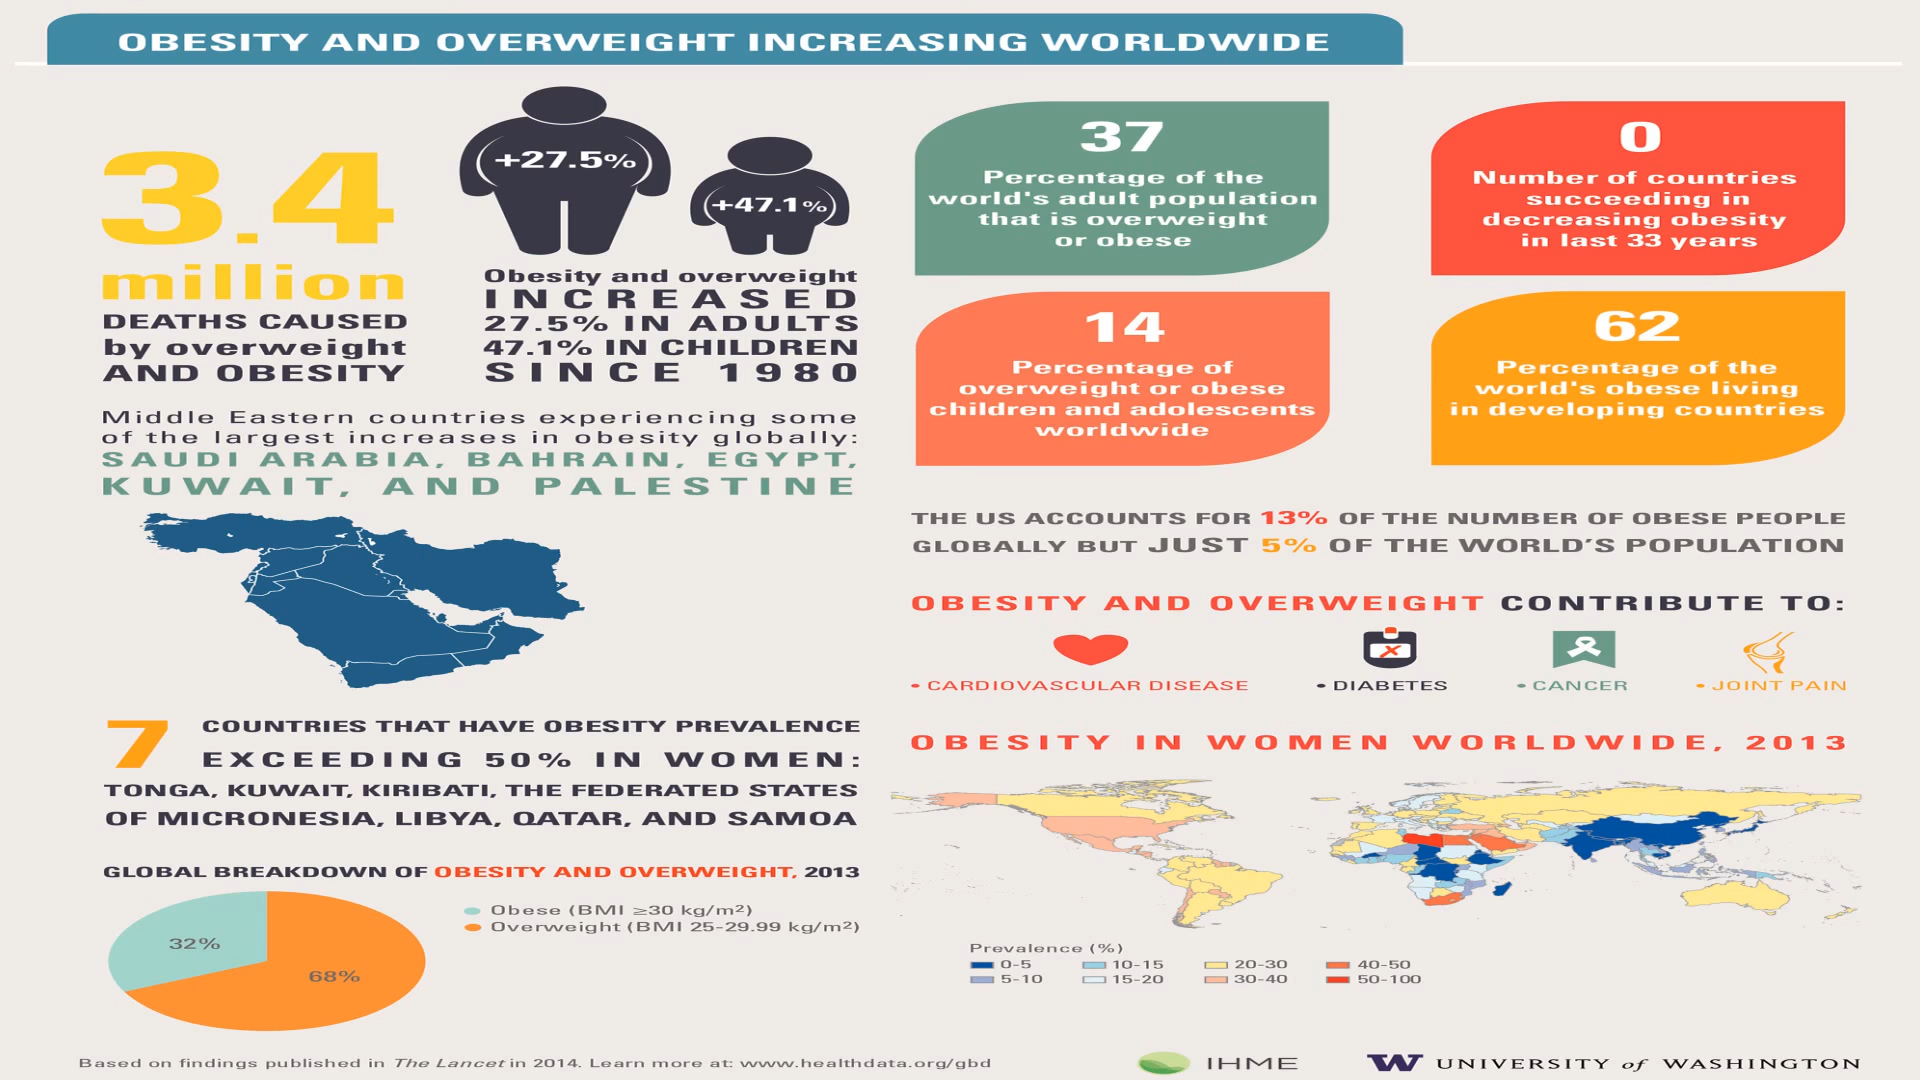 OBESITY AND OVERWEIGHT INCREASING WORLDWIDE
3.4
million
DEATHS CAUSED
by overweight
AND OBESITY
+27.5%
+47.1%
Obesity and overweight
INCREASED
27.5% IN ADULTS
47.1% IN CHILDREN
SINCE 1980
Middle Eastern countries experiencing some
of the largest increases in obesity globally:
SAUDI ARABIA, BAHRAIN, EGYPT,
KUWAIT, AND PALESTINE
7
COUNTRIES THAT HAVE OBESITY PREVALENCE
EXCEEDING 50% IN WOMEN:
TONGA, KUWAIT, KIRIBATI, THE FEDERATED STATES
OF MICRONESIA, LIBYA, QATAR, AND SAMOA
GLOBAL BREAKDOWN OF OBESITY AND OVERWEIGHT, 2013
32%
68%
Obese (BMI ≥30 kg/m²)
Overweight (BMI 25-29.99 kg/m²)
37
Percentage of the
world's adult population
that is overweight
or obese
0
Number of countries
succeeding in
decreasing obesity
in last 33 years
14
Percentage of
overweight or obese
children and adolescents
worldwide
62
Percentage of the
world's obese living
in developing countries
THE US ACCOUNTS FOR 13% OF THE NUMBER OF OBESE PEOPLE
GLOBALLY BUT JUST 5% OF THE WORLD'S POPULATION
OBESITY AND OVERWEIGHT CONTRIBUTE TO:
• CARDIOVASCULAR DISEASE
• DIABETES
• CANCER
• JOINT PAIN
OBESITY IN WOMEN WORLDWIDE, 2013
Prevalence (%)
0-5
10-15
20-30
40-50
5-10
15-20
30-40
50-100
Based on findings published in The Lancet in 2014. Learn more at: www.healthdata.org/gbd
IHME
W UNIVERSITY of WASHINGTON